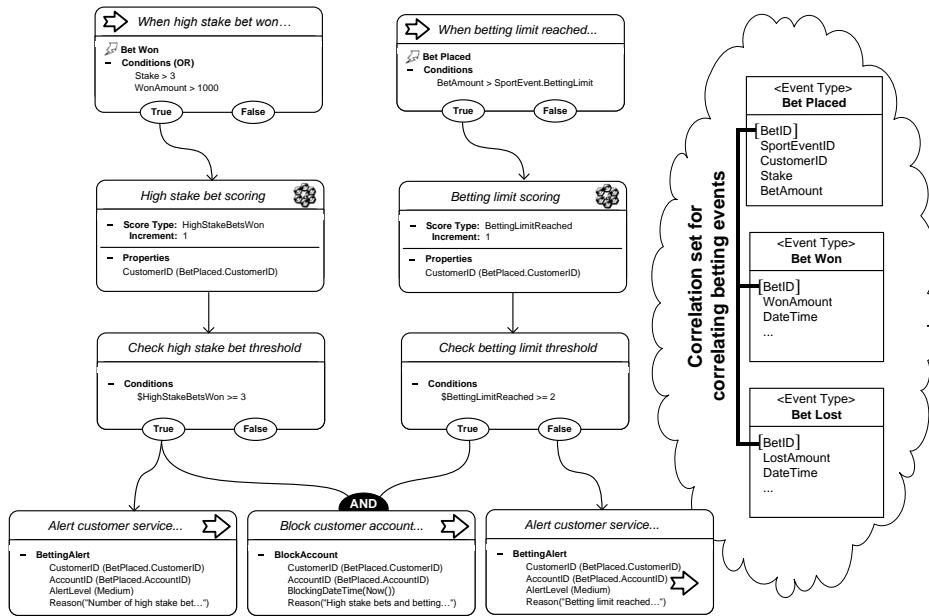 When high stake bet won…
Bet Won
– Conditions (OR)
Stake > 3
WonAmount > 1000
True
False
When betting limit reached...
Bet Placed
– Conditions
BetAmount > SportEvent.BettingLimit
True
False
High stake bet scoring
– Score Type: HighStakeBetsWon
Increment: 1
– Properties
CustomerID (BetPlaced.CustomerID)
Betting limit scoring
– Score Type: BettingLimitReached
Increment: 1
– Properties
CustomerID (BetPlaced.CustomerID)
Check high stake bet threshold
– Conditions
$HighStakeBetsWon >= 3
True
False
Check betting limit threshold
– Conditions
$BettingLimitReached >= 2
True
False
AND
Alert customer service...
– BettingAlert
CustomerID (BetPlaced.CustomerID)
AccountID (BetPlaced.AccountID)
AlertLevel (Medium)
Reason("Number of high stake bet…")
Block customer account...
– BlockAccount
CustomerID (BetPlaced.CustomerID)
AccountID (BetPlaced.AccountID)
BlockingDateTime(Now())
Reason("High stake bets and betting…")
Alert customer service...
– BettingAlert
CustomerID (BetPlaced.CustomerID)
AccountID (BetPlaced.AccountID)
AlertLevel (Medium)
Reason("Betting limit reached…")
Correlation set for
correlating betting events
<Event Type>
Bet Placed
[BetID]
SportEventID
CustomerID
Stake
BetAmount
<Event Type>
Bet Won
[BetID]
WonAmount
DateTime
...
<Event Type>
Bet Lost
[BetID]
LostAmount
DateTime
...